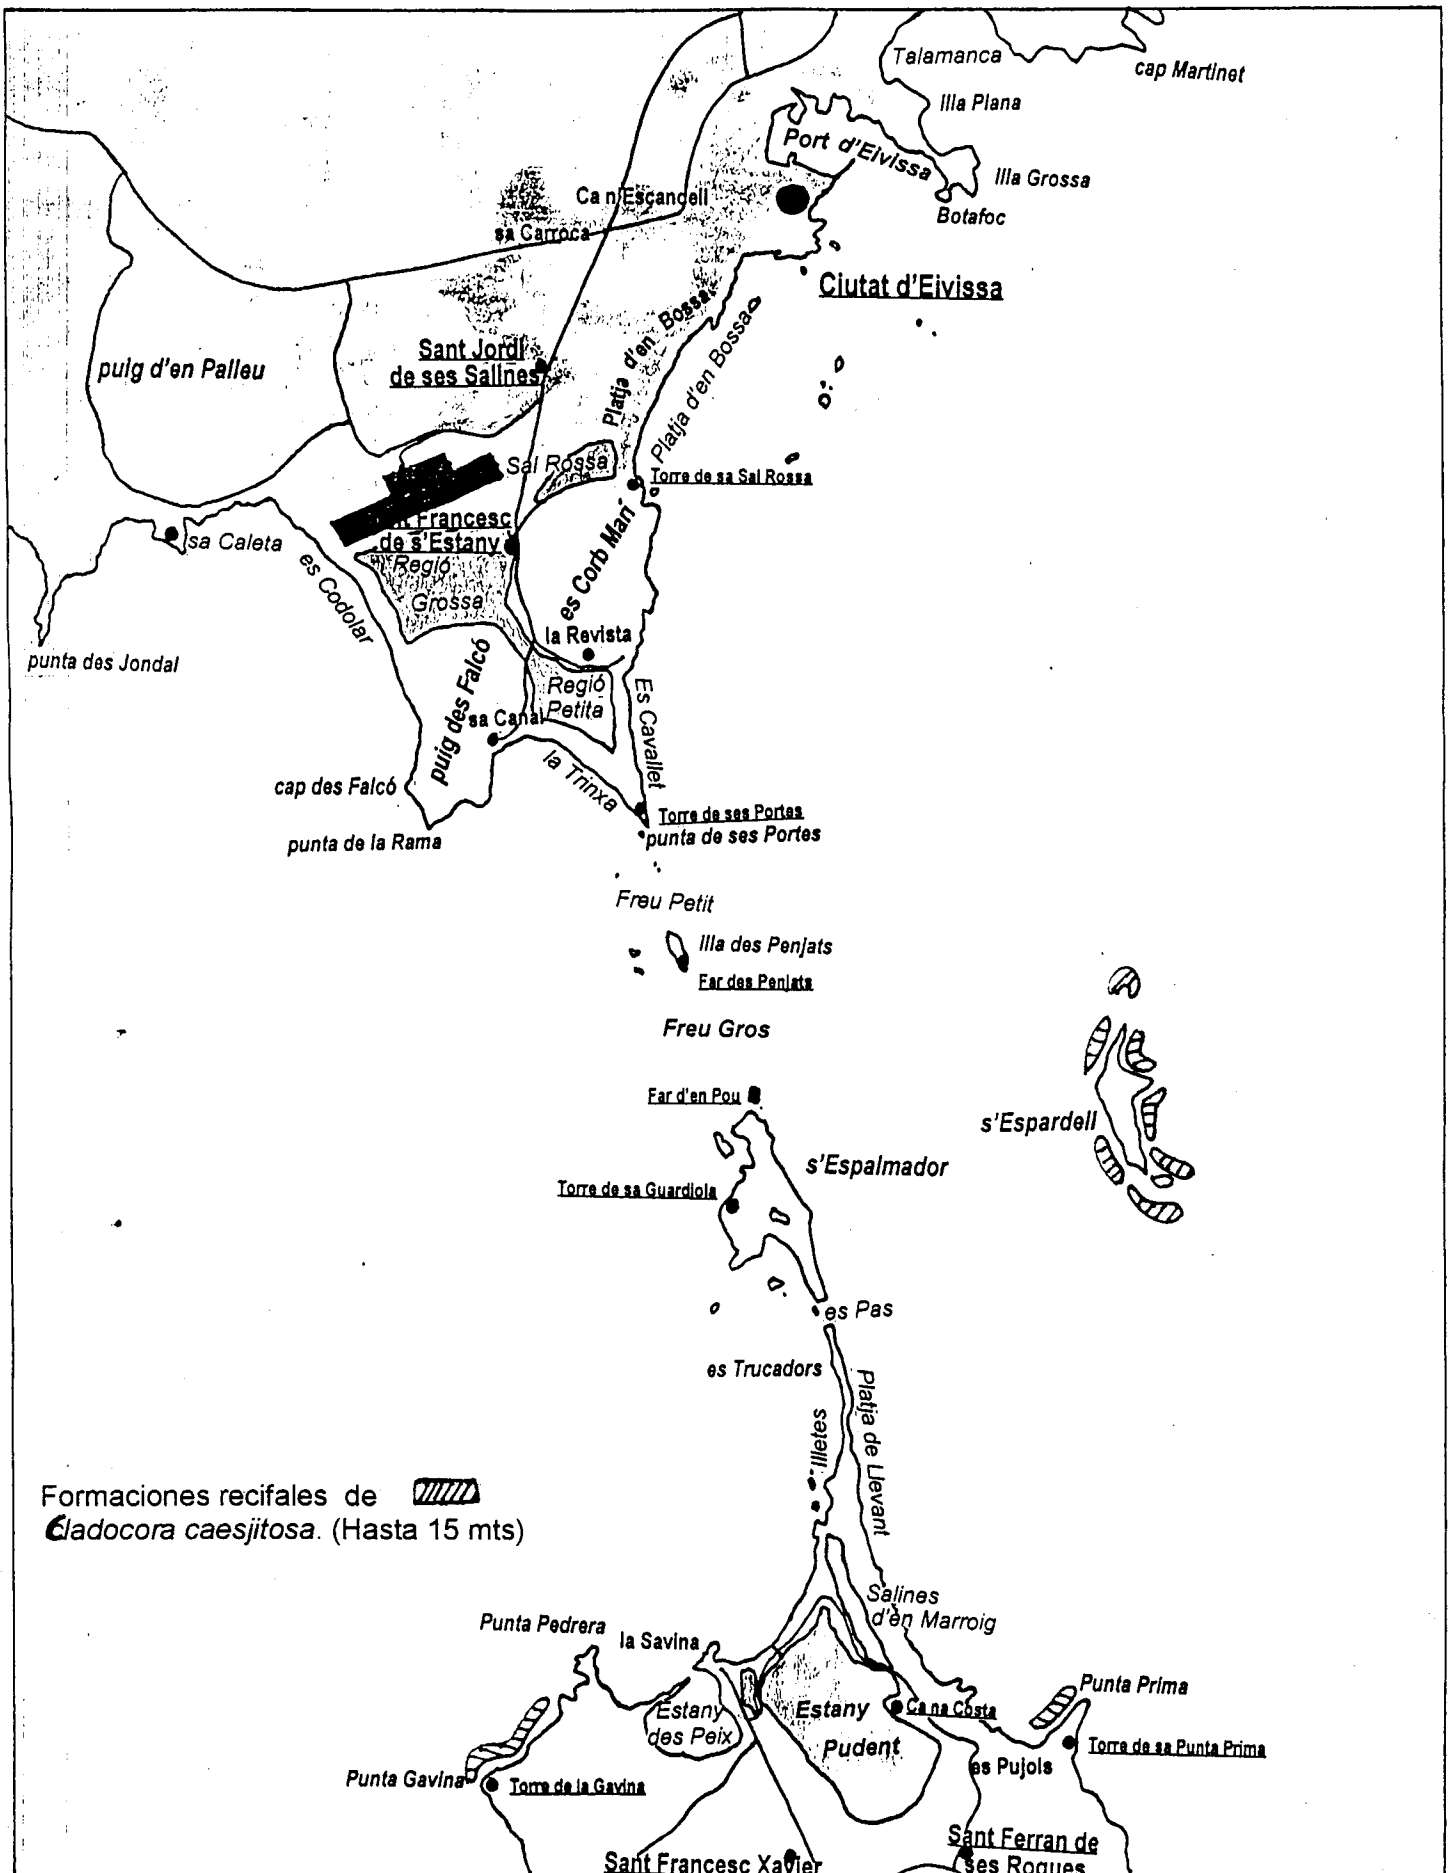 Talamanca
cap Martinet
Illa Plana
Port d'Eivissa
Illa Grossa
Ca n'Escandell
Botafoc
sa Carroca
Ciutat d'Eivissa
Platja d'en Bossa
Platja d'en Bossa
Sant Jordi
de ses Salines
puig d'en Palleu
Sal Rossa
Torre de sa Sal Rossa
Francesc
de s'Estany
sa Caleta
es Codolar
Regió
Grossa
es Corb Marí
la Revista
punta des Jondal
puig des Falcó
Regió
Petita
Es Cavallet
sa Canal
la Trinxa
cap des Falcó
Torre de ses Portes
punta de ses Portes
punta de la Rama
Freu Petit
Illa des Penjats
Far des Penjats
Freu Gros
Far d'en Pou
s'Espardell
s'Espalmador
Torre de sa Guardiola
es Pas
es Trucadors
Platja de Llevant
Illetes
Formaciones recifales de
Cladocora caesjitosa. (Hasta 15 mts)
Salines
d'en Marroig
Punta Pedrera
la Savina
Punta Prima
Estany
des Peix
Estany
Pudent
Ca na Costa
Torre de sa Punta Prima
es Pujols
Punta Gavina
Torre de la Gavina
Sant Ferran de
ses Roques
Sant Francesc Xavier